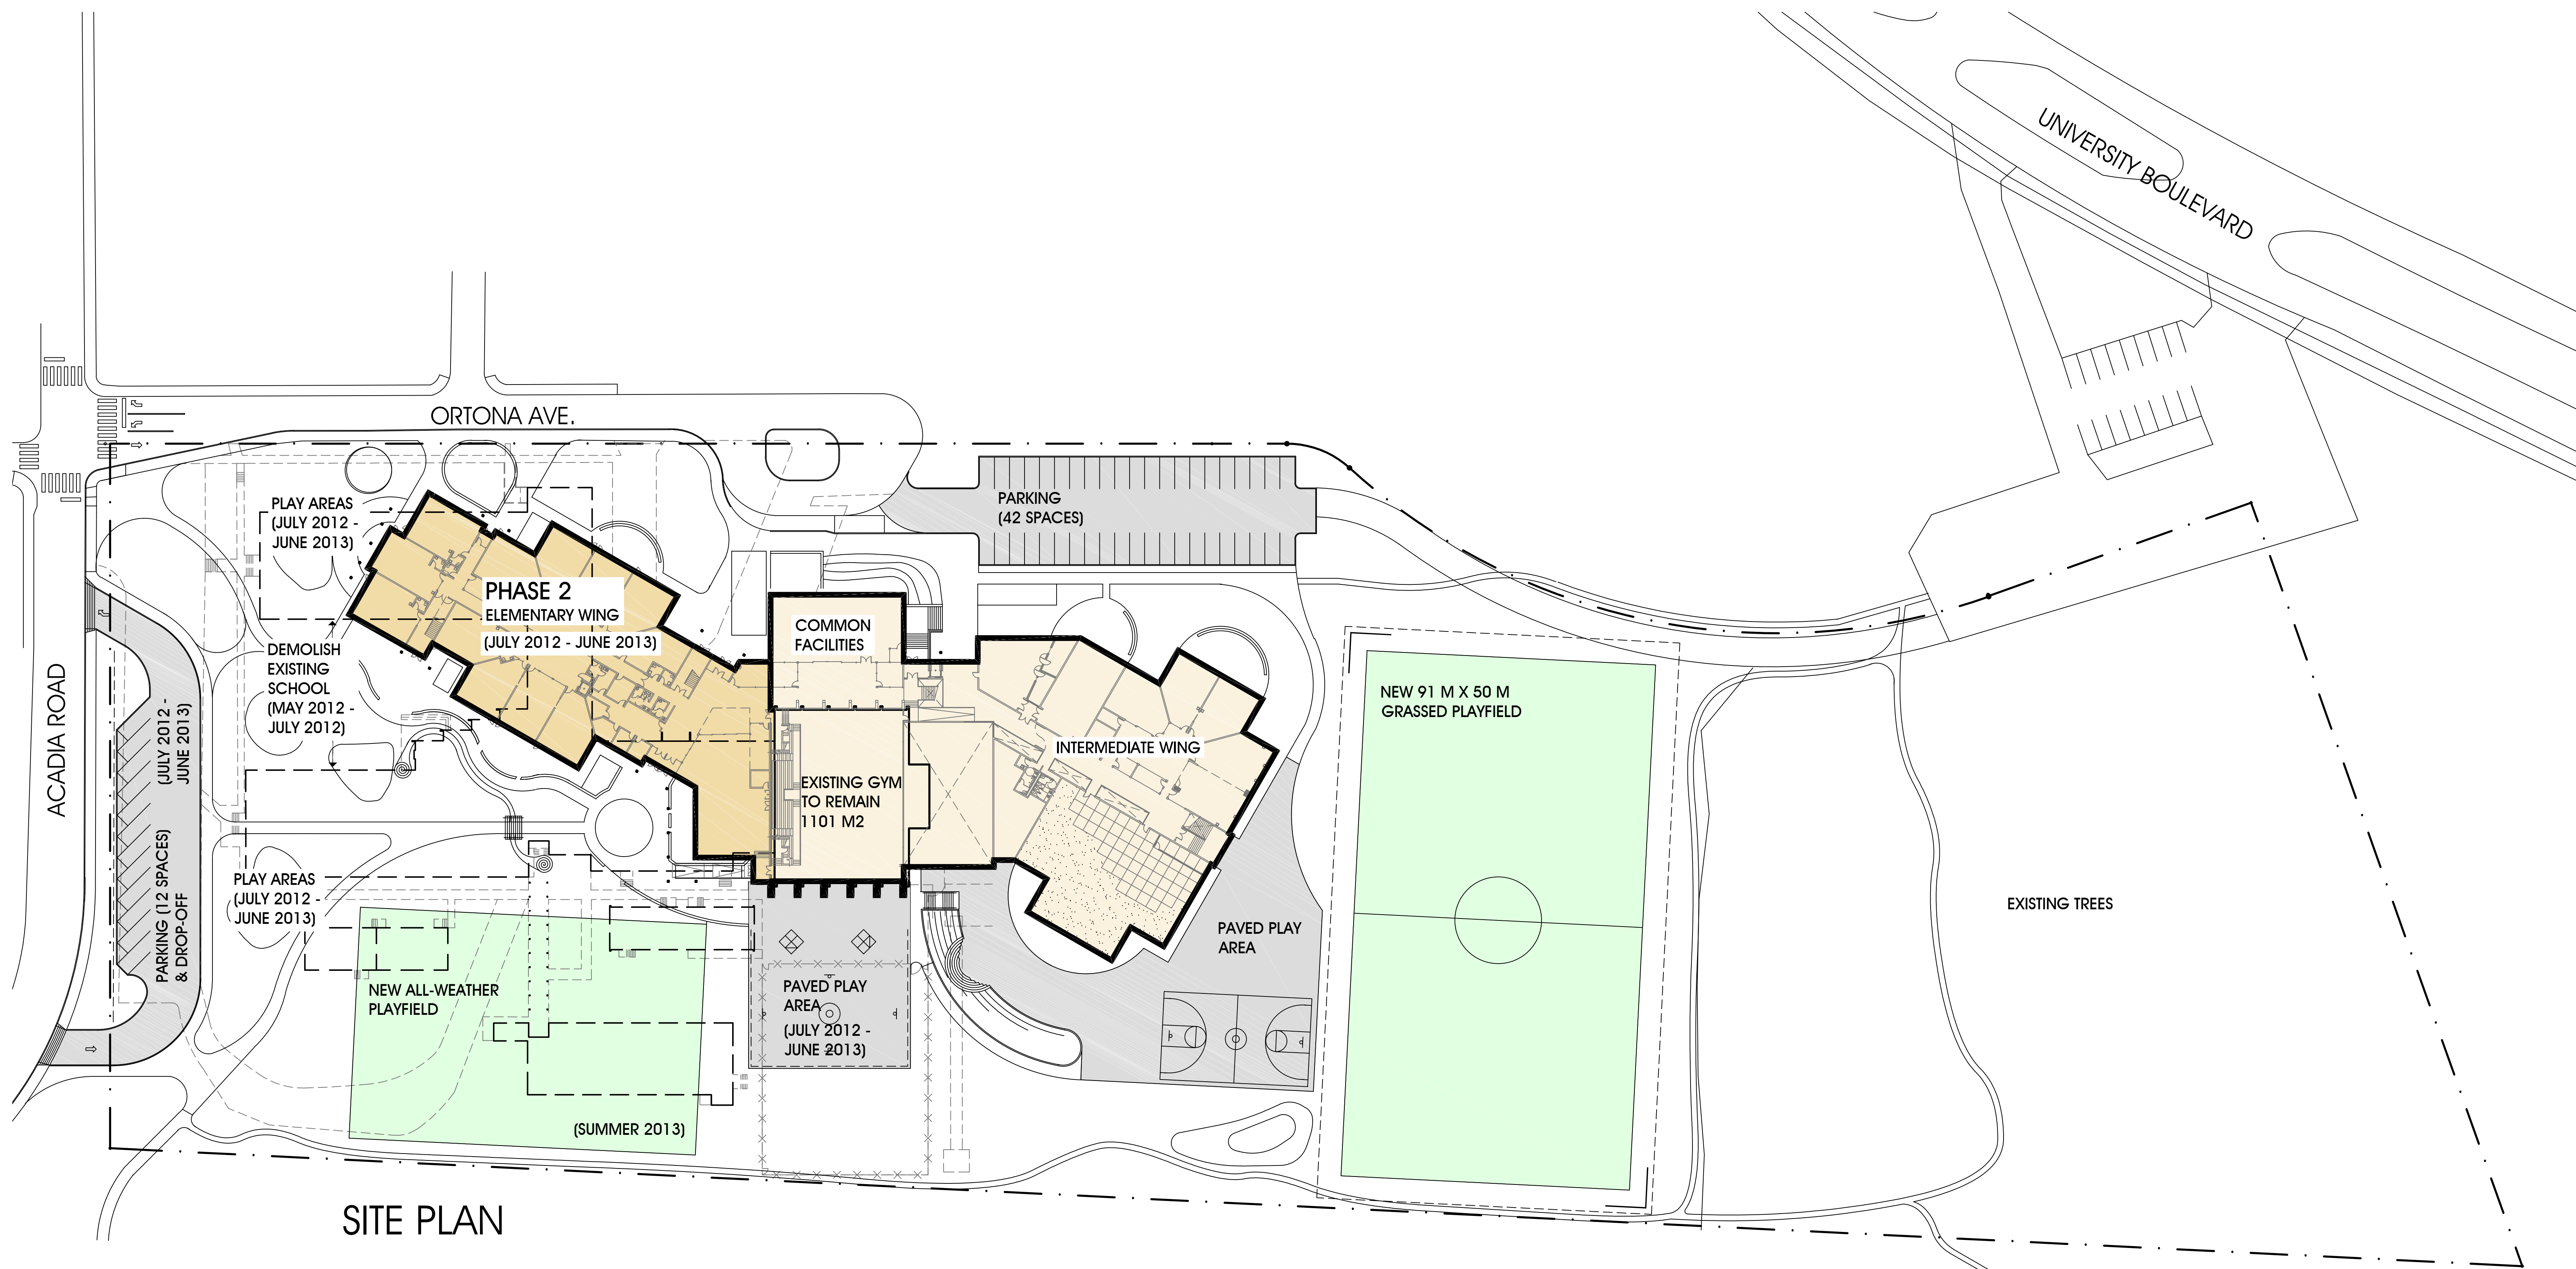 UNIVERSITY BOULEVARD
ORTONA AVE.
PLAY AREAS
(JULY 2012 -
JUNE 2013)
PARKING
(42 SPACES)
PHASE 2
ELEMENTARY WING
(JULY 2012 - JUNE 2013)
COMMON
FACILITIES
DEMOLISH
EXISTING
SCHOOL
(MAY 2012 -
JULY 2012)
ACADIA ROAD
(JULY 2012 -
JUNE 2013)
PARKING (12 SPACES)
& DROP-OFF
NEW 91 M X 50 M
GRASSED PLAYFIELD
INTERMEDIATE WING
EXISTING GYM
TO REMAIN
1101 M2
PLAY AREAS
(JULY 2012 -
JUNE 2013)
EXISTING TREES
PAVED PLAY
AREA
NEW ALL-WEATHER
PLAYFIELD
PAVED PLAY
AREA
(JULY 2012 -
JUNE 2013)
(SUMMER 2013)
SITE PLAN